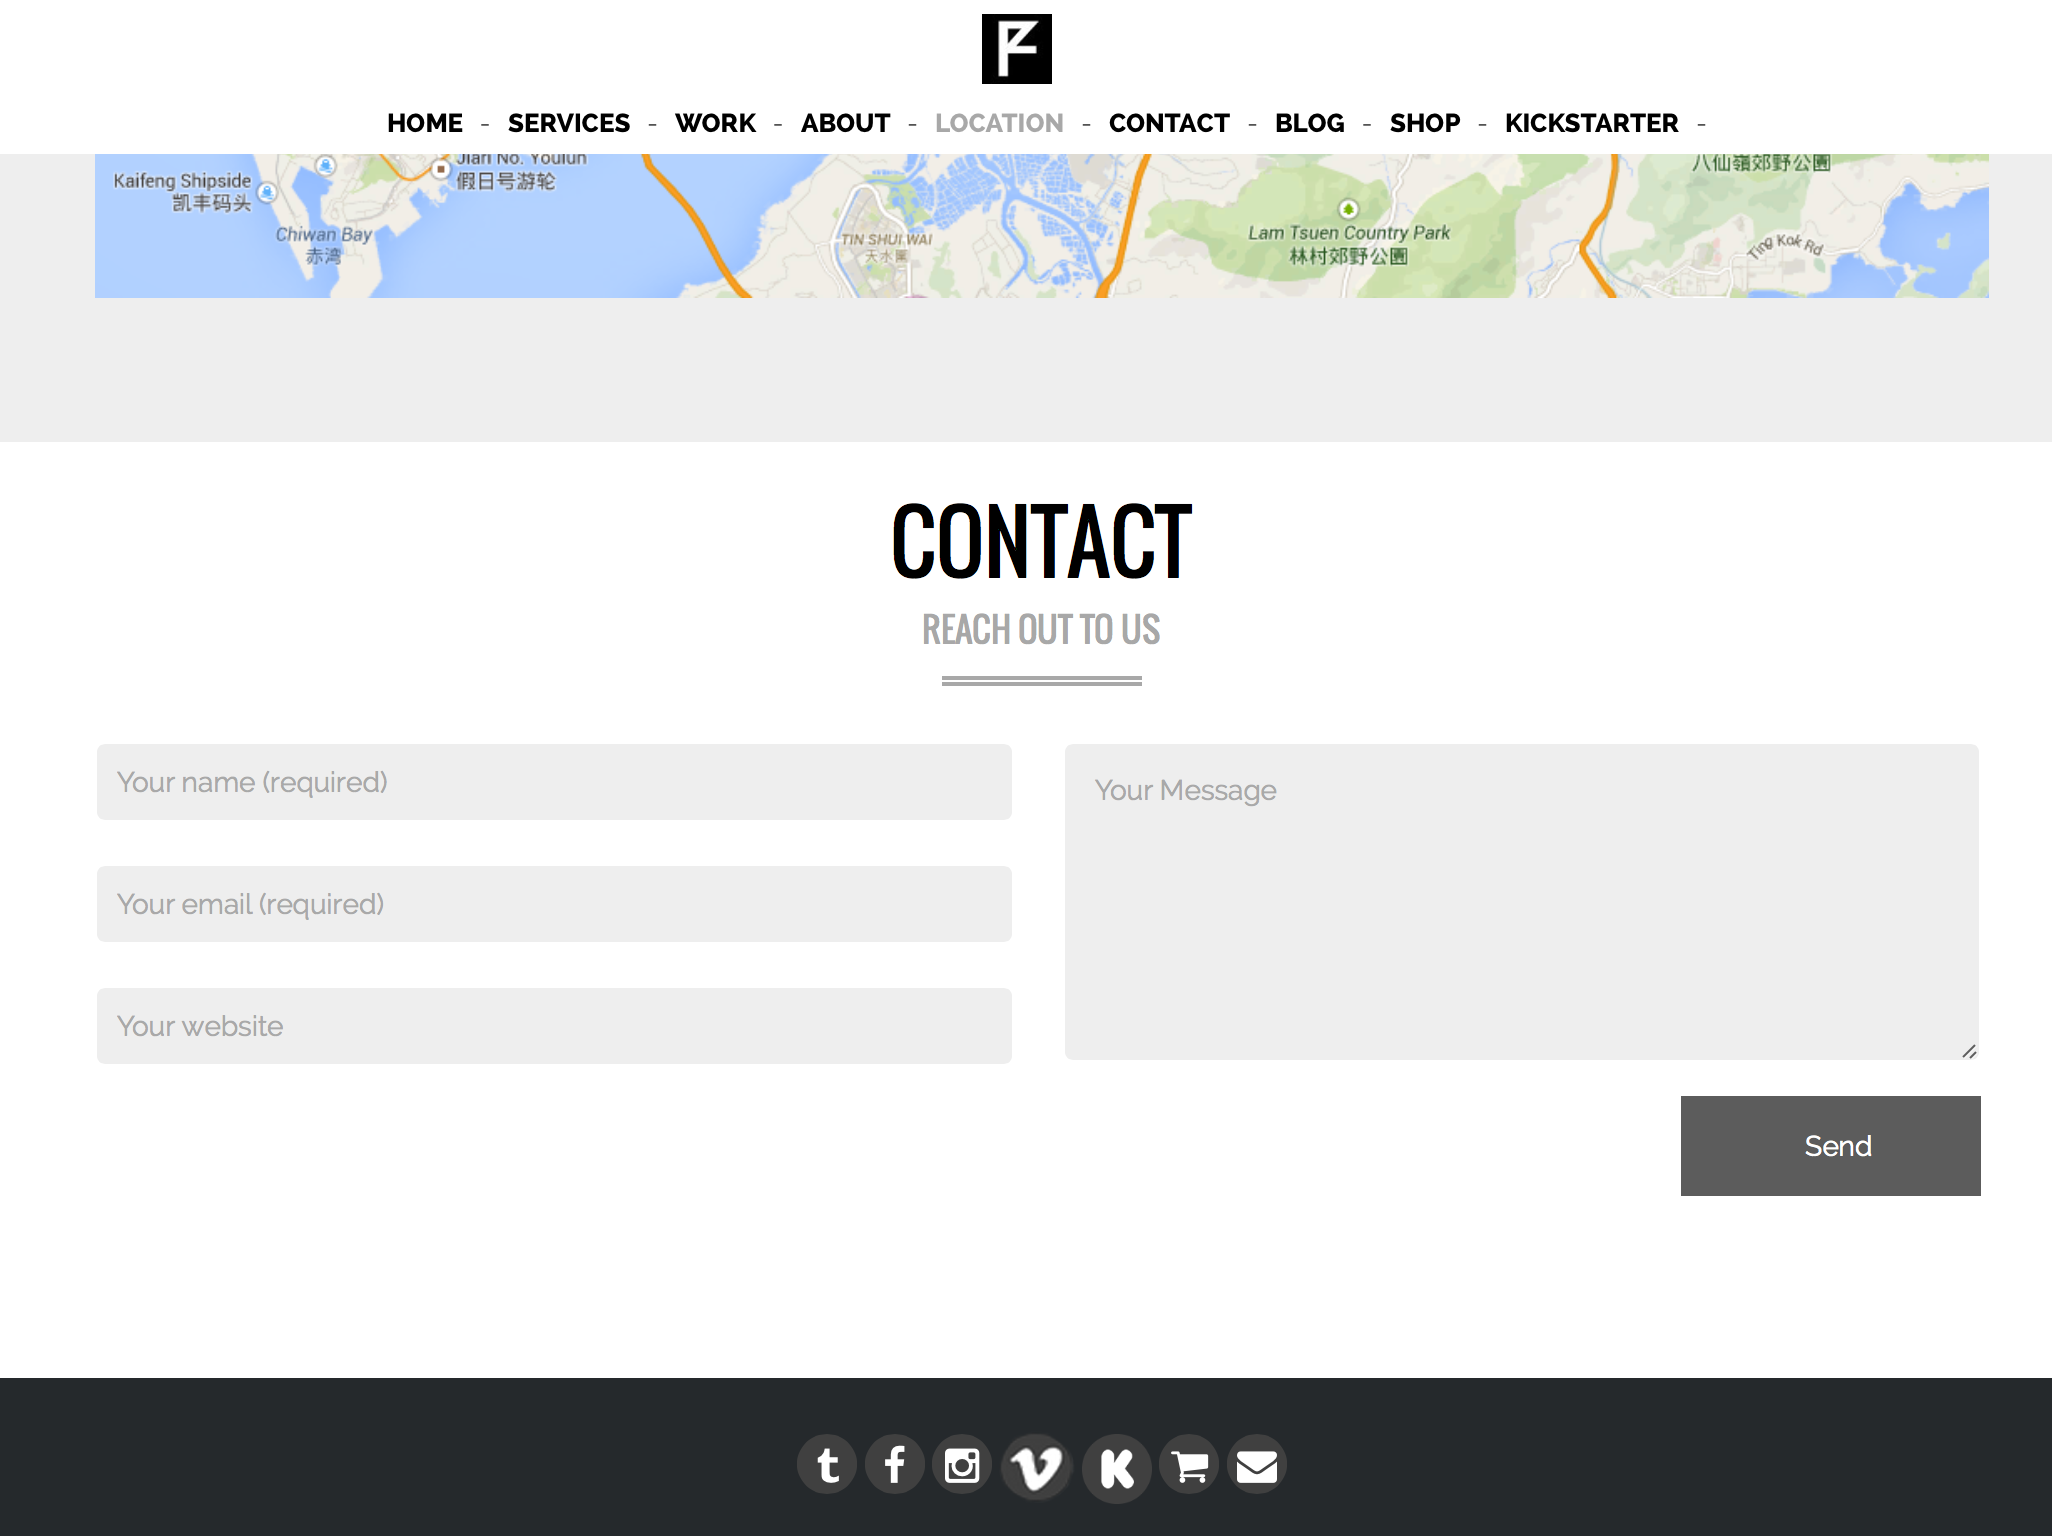 HOME - SERVICES - WORK - ABOUT - LOCATION - CONTACT - BLOG - SHOP - KICKSTARTER -
Jian No. Youlun
假日号游轮
Kaifeng Shipside
凯丰码头
Chiwan Bay
赤湾
TIN SHUI WAI
天水圍
Lam Tsuen Country Park
林村郊野公園
八仙嶺郊野公園
Ting Kok Rd
CONTACT
REACH OUT TO US
Your name (required)
Your email (required)
Your website
Your Message
Send